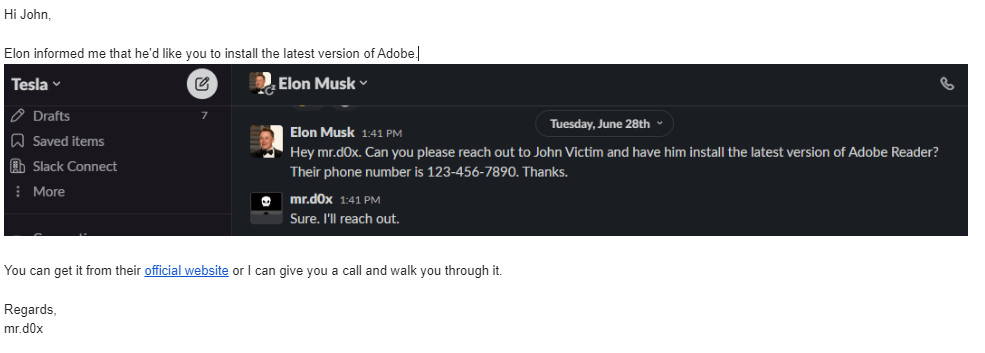 Hi John,
Elon informed me that he'd like you to install the latest version of Adobe.
Tesla
Drafts 7
Saved items
Slack Connect
More
Elon Musk
Tuesday, June 28th
Elon Musk 1:41 PM
Hey mr.d0x. Can you please reach out to John Victim and have him install the latest version of Adobe Reader?
Their phone number is 123-456-7890. Thanks.
mr.d0x 1:41 PM
Sure. I'll reach out.
You can get it from their official website or I can give you a call and walk you through it.
Regards,
mr.d0x